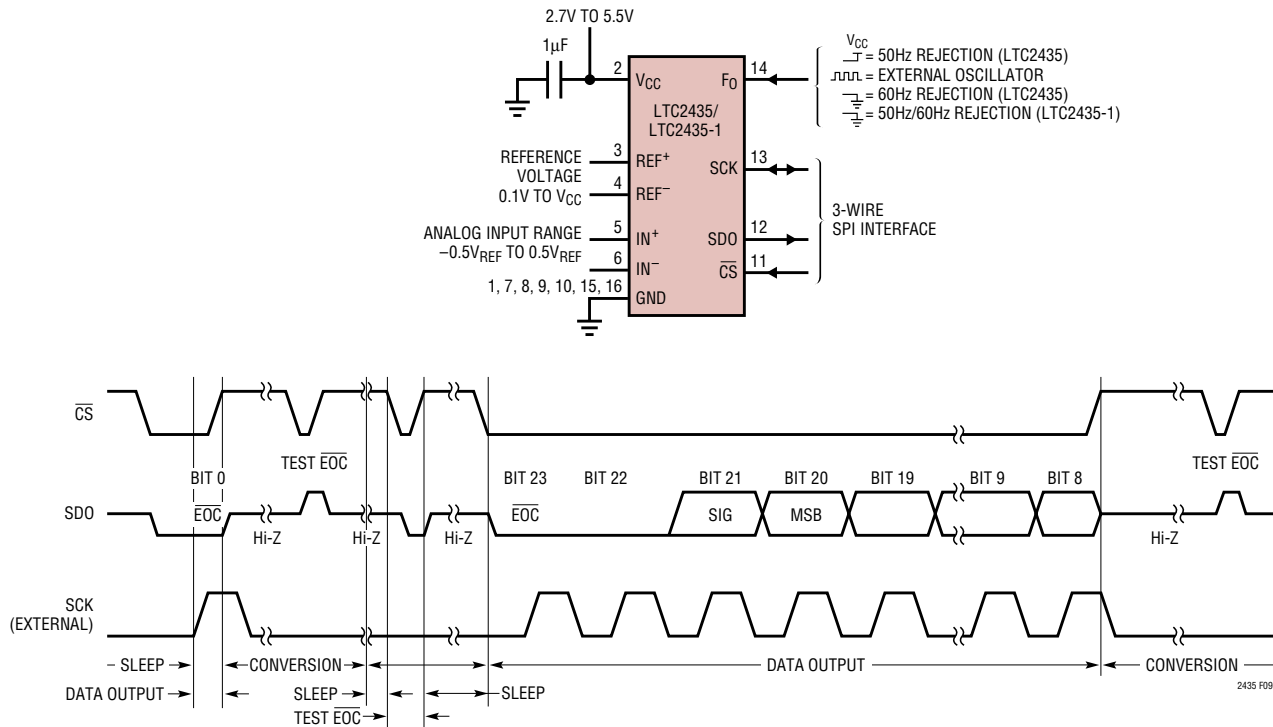 2.7V TO 5.5V
1µF
VCC
= 50Hz REJECTION (LTC2435)
= EXTERNAL OSCILLATOR
= 60Hz REJECTION (LTC2435)
= 50Hz/60Hz REJECTION (LTC2435-1)
2
VCC
FO
14
LTC2435/
LTC2435-1
REFERENCE
VOLTAGE
0.1V TO VCC
3
REF+
4
REF−
SCK
13
ANALOG INPUT RANGE
−0.5VREF TO 0.5VREF
5
IN+
6
IN−
SDO
12
CS
11
3-WIRE
SPI INTERFACE
1, 7, 8, 9, 10, 15, 16
GND
CS
TEST EOC
TEST EOC
BIT 0
BIT 23
BIT 22
BIT 21
BIT 20
BIT 19
BIT 9
BIT 8
SDO
EOC
EOC
SIG
MSB
Hi-Z
Hi-Z
Hi-Z
Hi-Z
SCK
(EXTERNAL)
SLEEP
CONVERSION
DATA OUTPUT
CONVERSION
DATA OUTPUT
SLEEP
SLEEP
TEST EOC
2435 F09